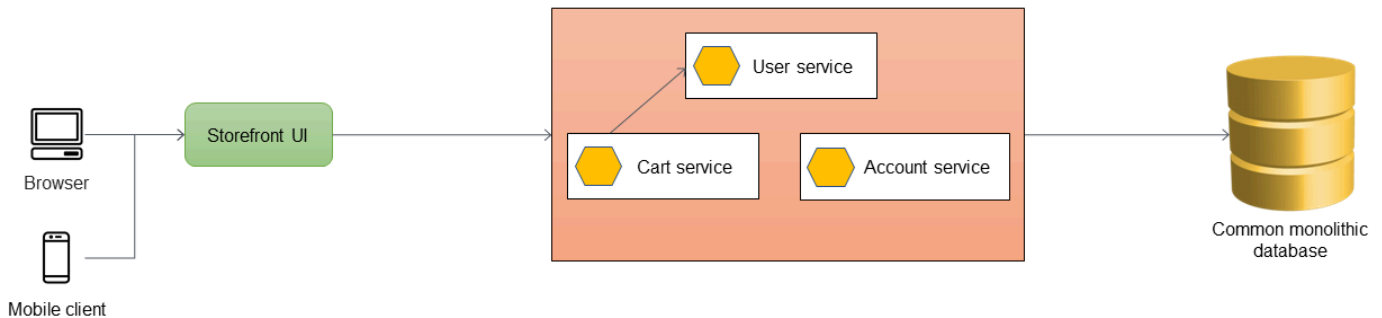 Browser
Mobile client
Storefront UI
User service
Cart service
Account service
Common monolithic
database